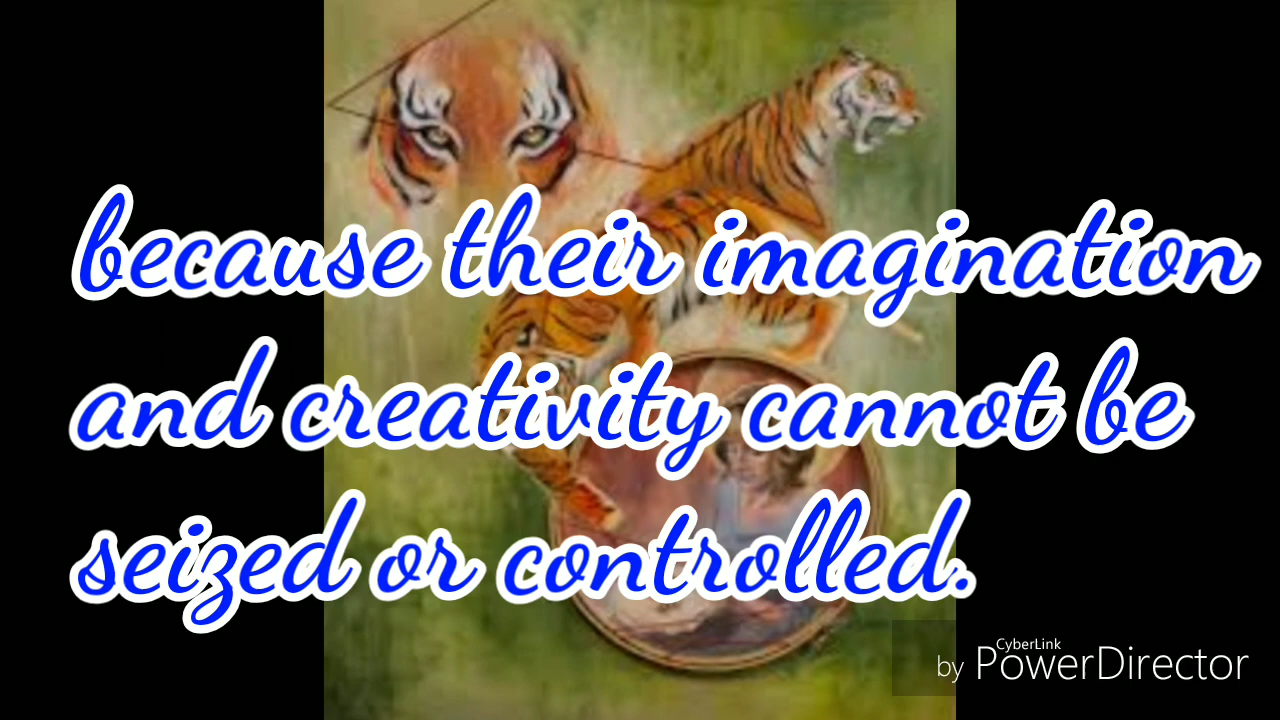 because their imagination
and creativity cannot be
seized or controlled.
CyberLink
by PowerDirector